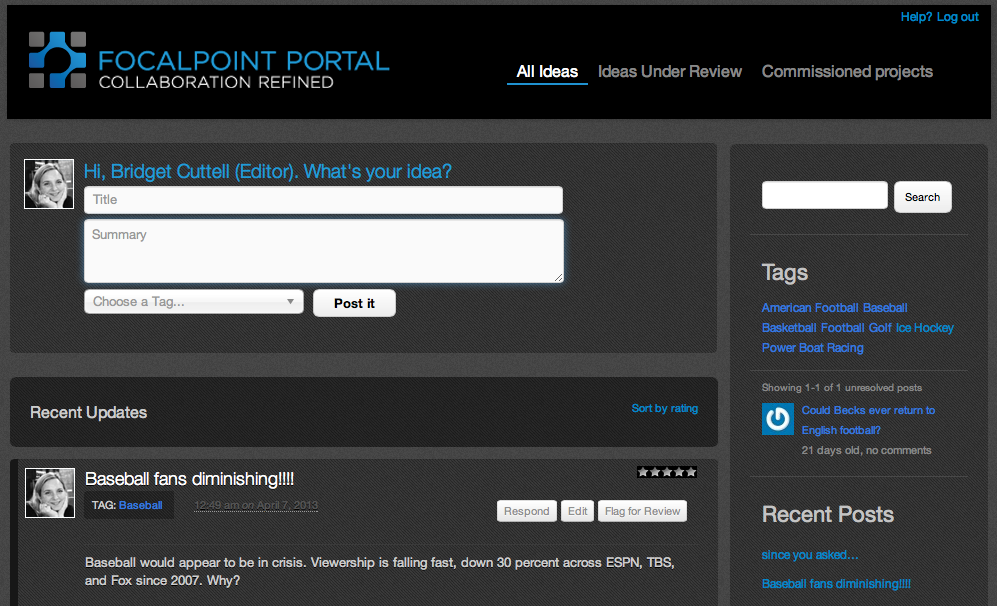 Help? Log out
FOCALPOINT PORTAL
COLLABORATION REFINED
All Ideas Ideas Under Review Commissioned projects
Hi, Bridget Cuttell (Editor). What's your idea?
Title
Summary
Choose a Tag...
Post it
Recent Updates
Sort by rating
Baseball fans diminishing!!!!
TAG: Baseball
12:49 am on April 7, 2013
Respond Edit Flag for Review
Baseball would appear to be in crisis. Viewership is falling fast, down 30 percent across ESPN, TBS,
and Fox since 2007. Why?
Search
Tags
American Football Baseball
Basketball Football Golf Ice Hockey
Power Boat Racing
Showing 1-1 of 1 unresolved posts
Could Becks ever return to
English football?
21 days old, no comments
Recent Posts
since you asked…
Baseball fans diminishing!!!!